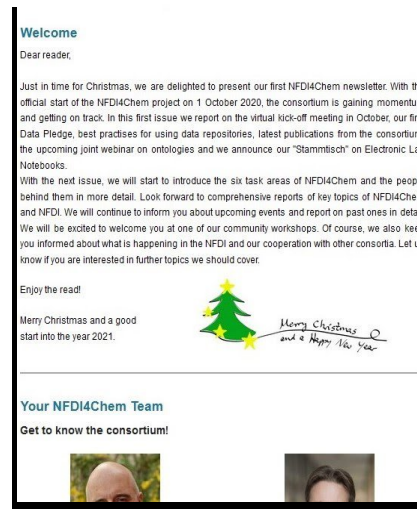 Welcome
Dear reader,
Just in time for Christmas, we are delighted to present our first NFDI4Chem newsletter. With
official start of the NFDI4Chem project on 1 October 2020, the consortium is gaining
and getting on track. In this first issue we report on the virtual kick-off meeting in October, our
Data Pledge, best practises for using data repositories, latest publications from the
the upcoming joint webinar on ontologies and we announce our "Stammtisch" on Electronic
Notebooks.
With the next issue, we will start to introduce the six task areas of NFDI4Chem and the
behind them in more detail. Look forward to comprehensive reports of key topics of
and NFDI. We will continue to inform you about upcoming events and report on past ones in
We will be excited to welcome you at one of our community workshops. Of course, we also
you informed about what is happening in the NFDI and our cooperation with other consortia. Let
know if you are interested in further topics we should cover.
Enjoy the read!
Merry Christmas and a good
start into the year 2021.
Merry Christmas
and a Happy New Year
Your NFDI4Chem Team
Get to know the consortium!